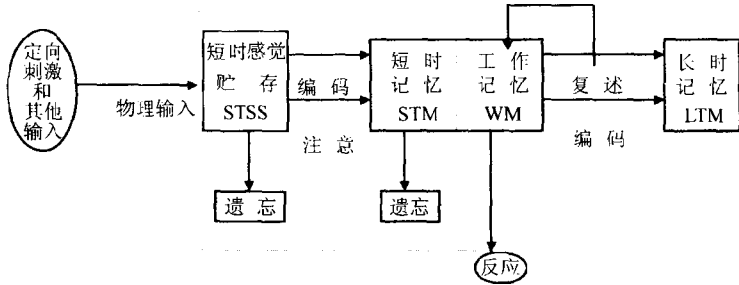 定向
刺激
和
其他
输入
物理输入
短时感觉
贮存
STSS
编码
注意
遗忘
短时
记忆
STM
工作
记忆
WM
遗忘
反应
复述
编码
长时
记忆
LTM